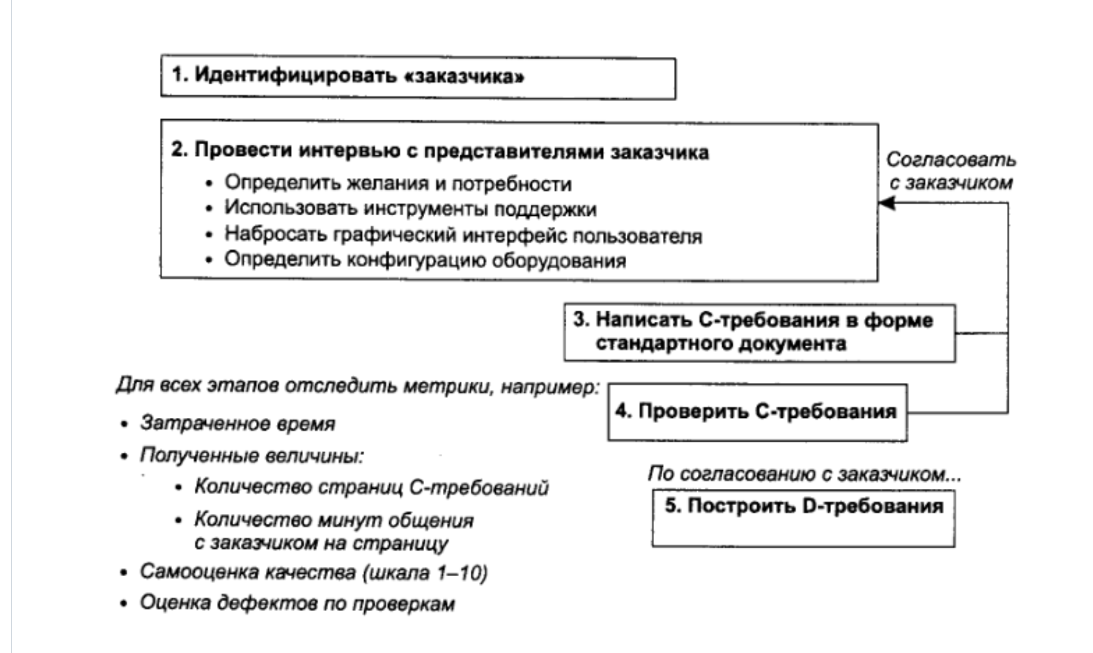 1. Идентифицировать «заказчика»
2. Провести интервью с представителями заказчика
• Определить желания и потребности
• Использовать инструменты поддержки
• Набросать графический интерфейс пользователя
• Определить конфигурацию оборудования
Согласовать
с заказчиком
3. Написать С-требования в форме
стандартного документа
4. Проверить С-требования
По согласованию с заказчиком...
5. Построить D-требования
Для всех этапов отследить метрики, например:
• Затраченное время
• Полученные величины:
• Количество страниц С-требований
• Количество минут общения
с заказчиком на страницу
• Самооценка качества (шкала 1–10)
• Оценка дефектов по проверкам